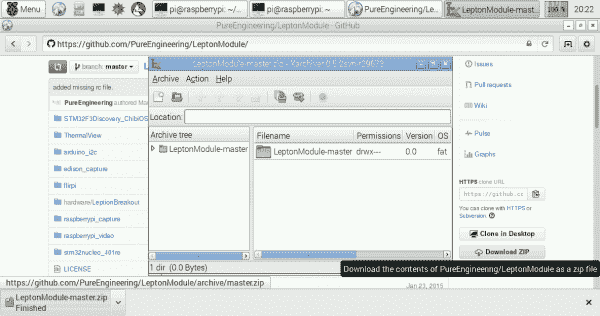 Menu
pi@raspberrypi: ~/...
pi@raspberrypi: ~
PureEngineering/Le...
LeptonModule-mast...
20:22
PureEngineering/LeptonModule · GitHub
https://github.com/PureEngineering/LeptonModule/
branch: master
added missing rc file.
PureEngineering authored Mar
STM32F3Discovery_ChibiOS
ThermalView
arduino_i2c
edison_capture
flirpi
hardware/LeptonBreakout
raspberrypi_capture
raspberrypi_video
stm32nucleo_401re
LICENSE
LeptonModule-master.zip - Xarchiver
Archive Action Help
Location:
Archive tree
LeptonModule-master
Filename Permissions Version OS
LeptonModule-master drwx--- 0.0 fat
1 dir (0.0 Bytes)
Issues
Pull requests
Wiki
Pulse
Graphs
HTTPS clone URL
https://github.cc
You can clone with HTTPS or
Subversion
Clone in Desktop
Download ZIP
Download the contents of PureEngineering/LeptonModule as a zip file
Jan 23, 2015
https://github.com/PureEngineering/LeptonModule/archive/master.zip
LeptonModule-master.zip
Finished